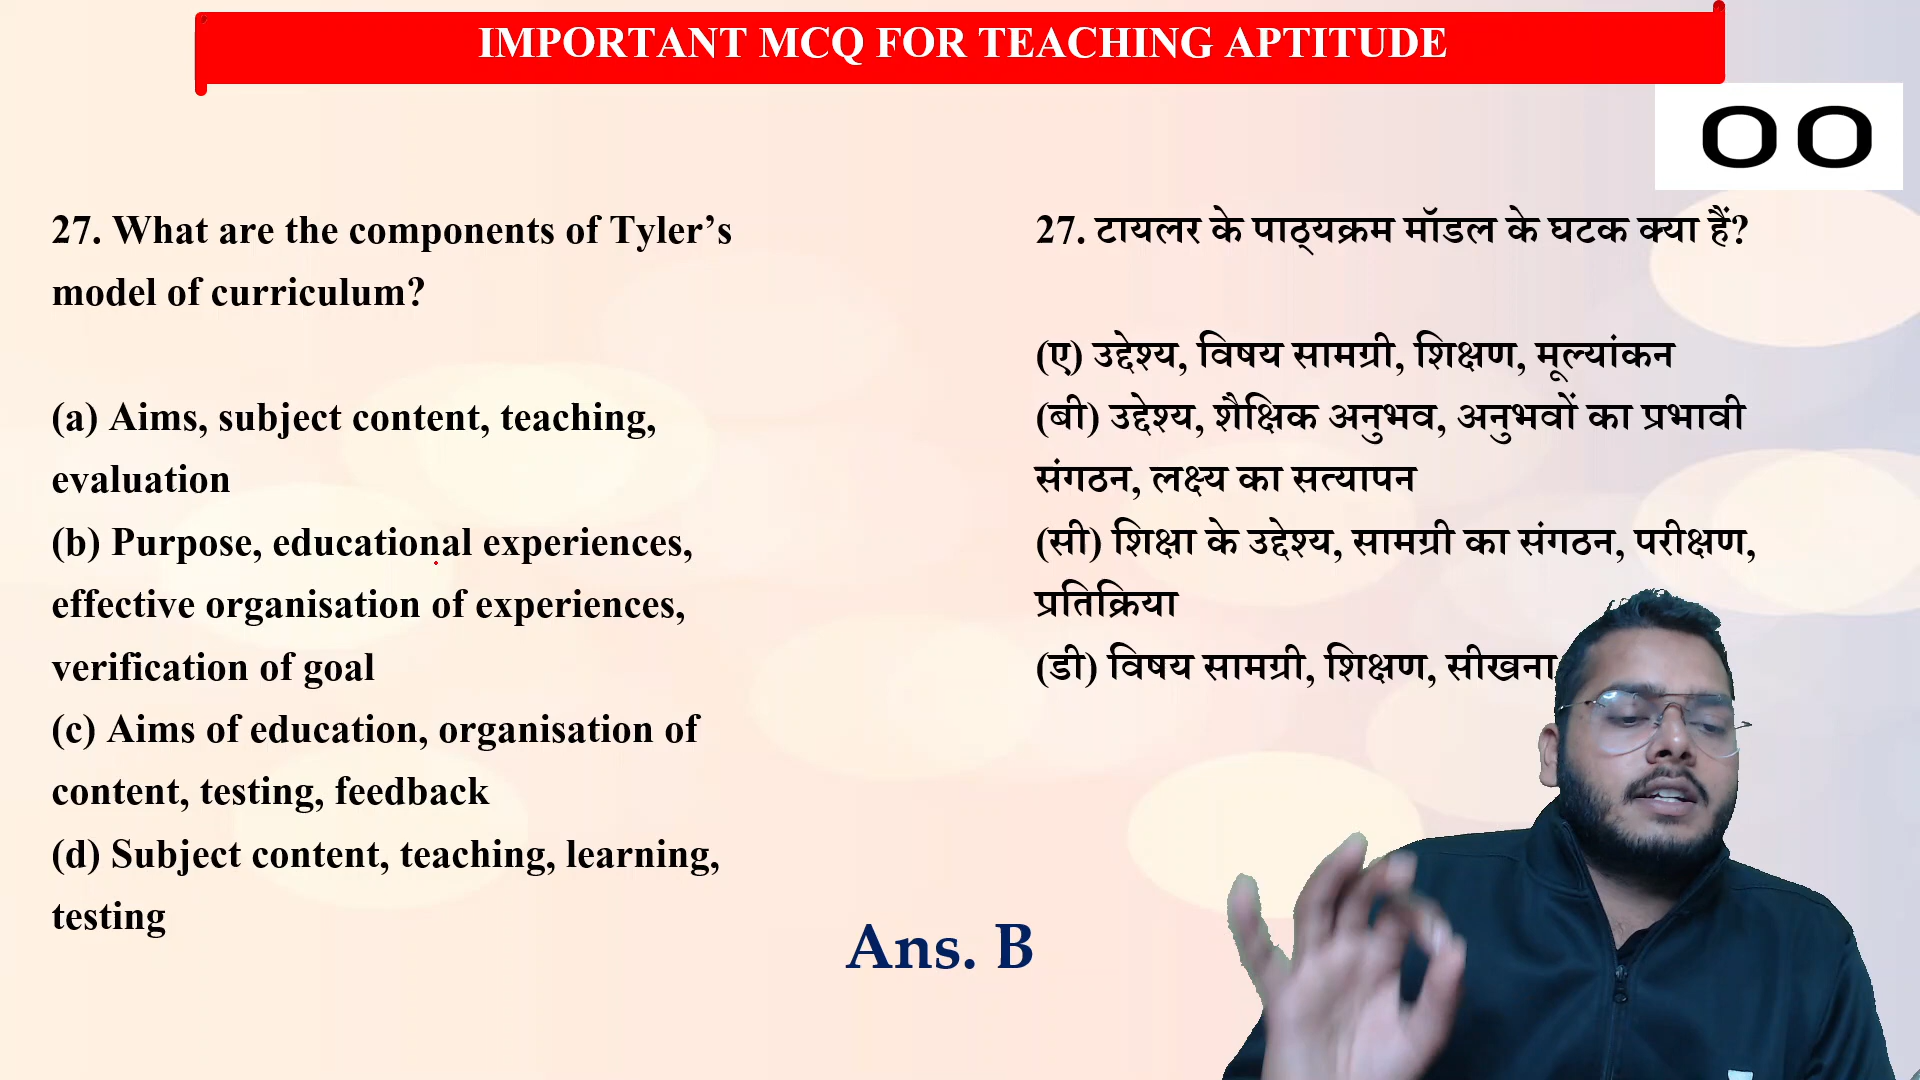 IMPORTANT MCQ FOR TEACHING APTITUDE
00
27. What are the components of Tyler’s
model of curriculum?
(a) Aims, subject content, teaching,
evaluation
(b) Purpose, educational experiences,
effective organisation of experiences,
verification of goal
(c) Aims of education, organisation of
content, testing, feedback
(d) Subject content, teaching, learning,
testing
27. टायलर के पाठ्यक्रम मॉडल के घटक क्या हैं?
(ए) उद्देश्य, विषय सामग्री, शिक्षण, मूल्यांकन
(बी) उद्देश्य, शैक्षिक अनुभव, अनुभवों का प्रभावी
संगठन, लक्ष्य का सत्यापन
(सी) शिक्षा के उद्देश्य, सामग्री का संगठन, परीक्षण,
प्रतिक्रिया
(डी) विषय सामग्री, शिक्षण, सीखना
Ans. B